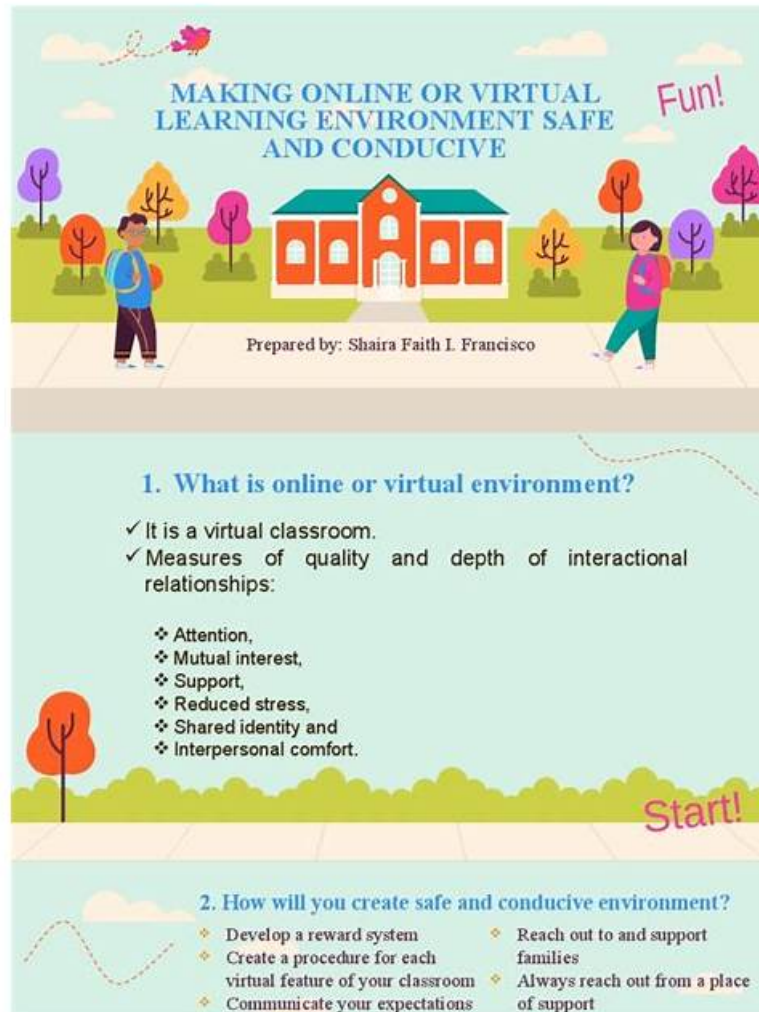 MAKING ONLINE OR VIRTUAL
LEARNING ENVIRONMENT SAFE
AND CONDUCIVE
Fun!
Prepared by: Shaira Faith I. Francisco
1. What is online or virtual environment?
✓ It is a virtual classroom.
✓ Measures of quality and depth of interactional
relationships:
❖ Attention,
❖ Mutual interest,
❖ Support,
❖ Reduced stress,
❖ Shared identity and
❖ Interpersonal comfort.
Start!
2. How will you create safe and conducive environment?
❖ Develop a reward system
❖ Create a procedure for each
virtual feature of your classroom
❖ Communicate your expectations
❖ Reach out to and support
families
❖ Always reach out from a place
of support